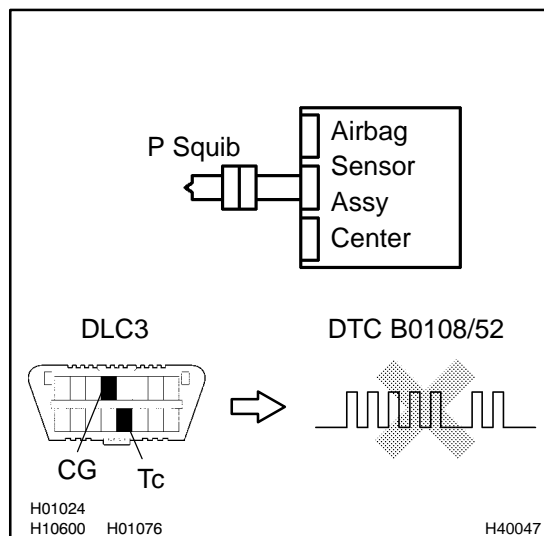 P Squib
Airbag
Sensor
Assy
Center
DLC3
DTC B0108/52
CG
Tc
H01024
H10600 H01076
H40047